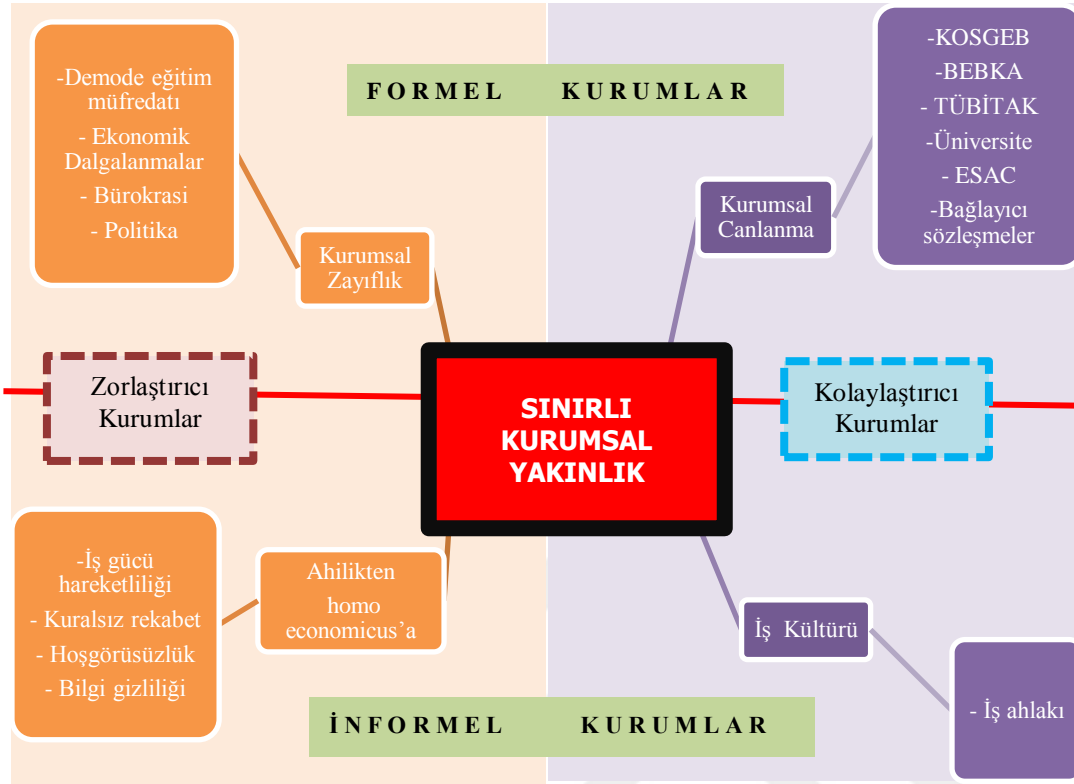 -Demode eğitim
müfredatı
- Ekonomik
Dalgalanmalar
- Bürokrasi
- Politika
FORMEL KURUMLAR
-KOSGEB
-BEBKA
- TÜBİTAK
-Üniversite
- ESAC
-Bağlayıcı
sözleşmeler
Kurumsal
Zayıflık
Kurumsal
Canlanma
Zorlaştırıcı
Kurumlar
SINIRLI
KURUMSAL
YAKINLIK
Kolaylaştırıcı
Kurumlar
-İş gücü
hareketliliği
- Kuralsız rekabet
- Hoşgörüsüzlük
- Bilgi gizliliği
Ahilikten
homo
economicus’a
İş Kültürü
- İş ahlakı
İNFORMEL KURUMLAR